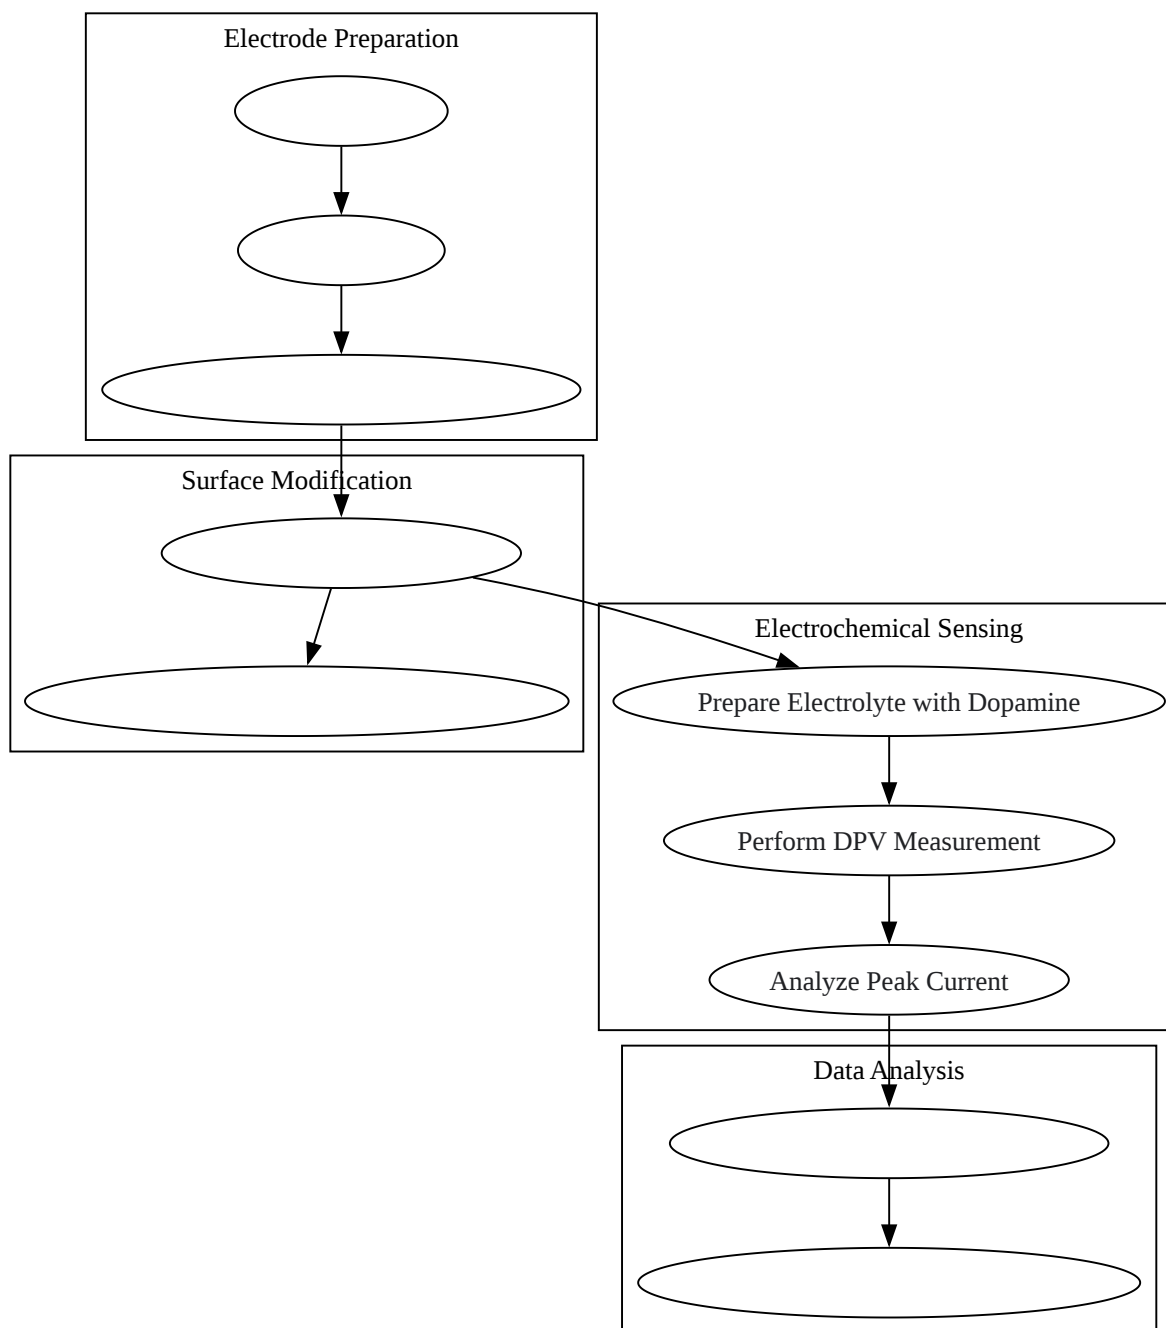 Electrode Preparation
Surface Modification
Electrochemical Sensing
Prepare Electrolyte with Dopamine
Perform DPV Measurement
Analyze Peak Current
Data Analysis